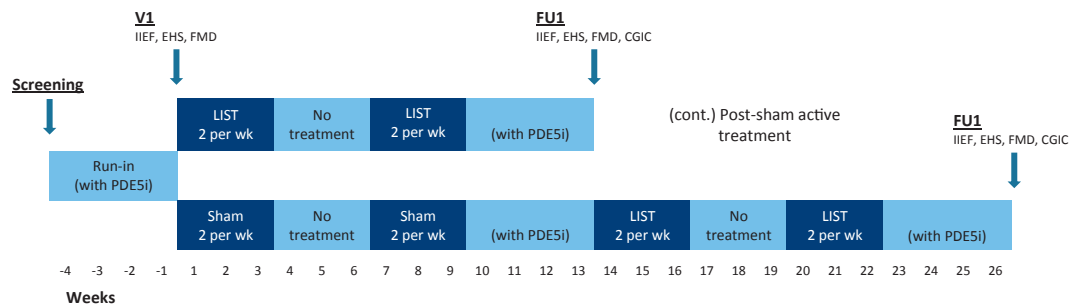 V1
IIEF, EHS, FMD
FU1
IIEF, EHS, FMD, CGIC
Screening
LIST
2 per wk
No
treatment
LIST
2 per wk
(with PDE5i)
(cont.) Post-sham active
treatment
FU1
IIEF, EHS, FMD, CGIC
Run-in
(with PDE5i)
Sham
2 per wk
No
treatment
Sham
2 per wk
(with PDE5i)
LIST
2 per wk
No
treatment
LIST
2 per wk
(with PDE5i)
-4 -3 -2 -1 1 2 3 4 5 6 7 8 9 10 11 12 13 14 15 16 17 18 19 20 21 22 23 24 25 26
Weeks